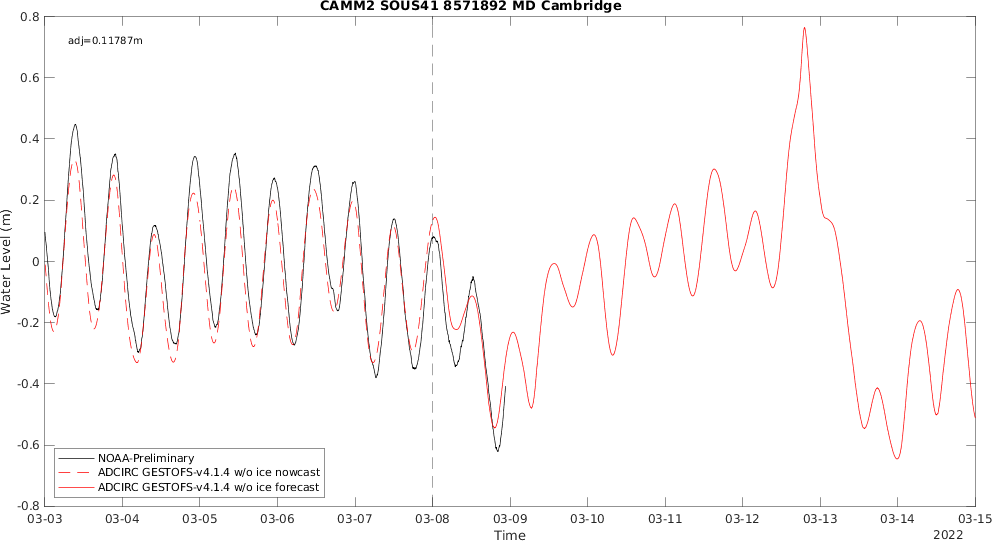 CAMM2 SOUS41 8571892 MD Cambridge
adj=0.11787m
0.8
0.6
0.4
0.2
0
-0.2
-0.4
-0.6
-0.8
Water Level (m)
NOAA-Preliminary
ADCIRC GESTOFS-v4.1.4 w/o ice nowcast
ADCIRC GESTOFS-v4.1.4 w/o ice forecast
03-03 03-04 03-05 03-06 03-07 03-08 03-09 03-10 03-11 03-12 03-13 03-14 03-15
Time
2022